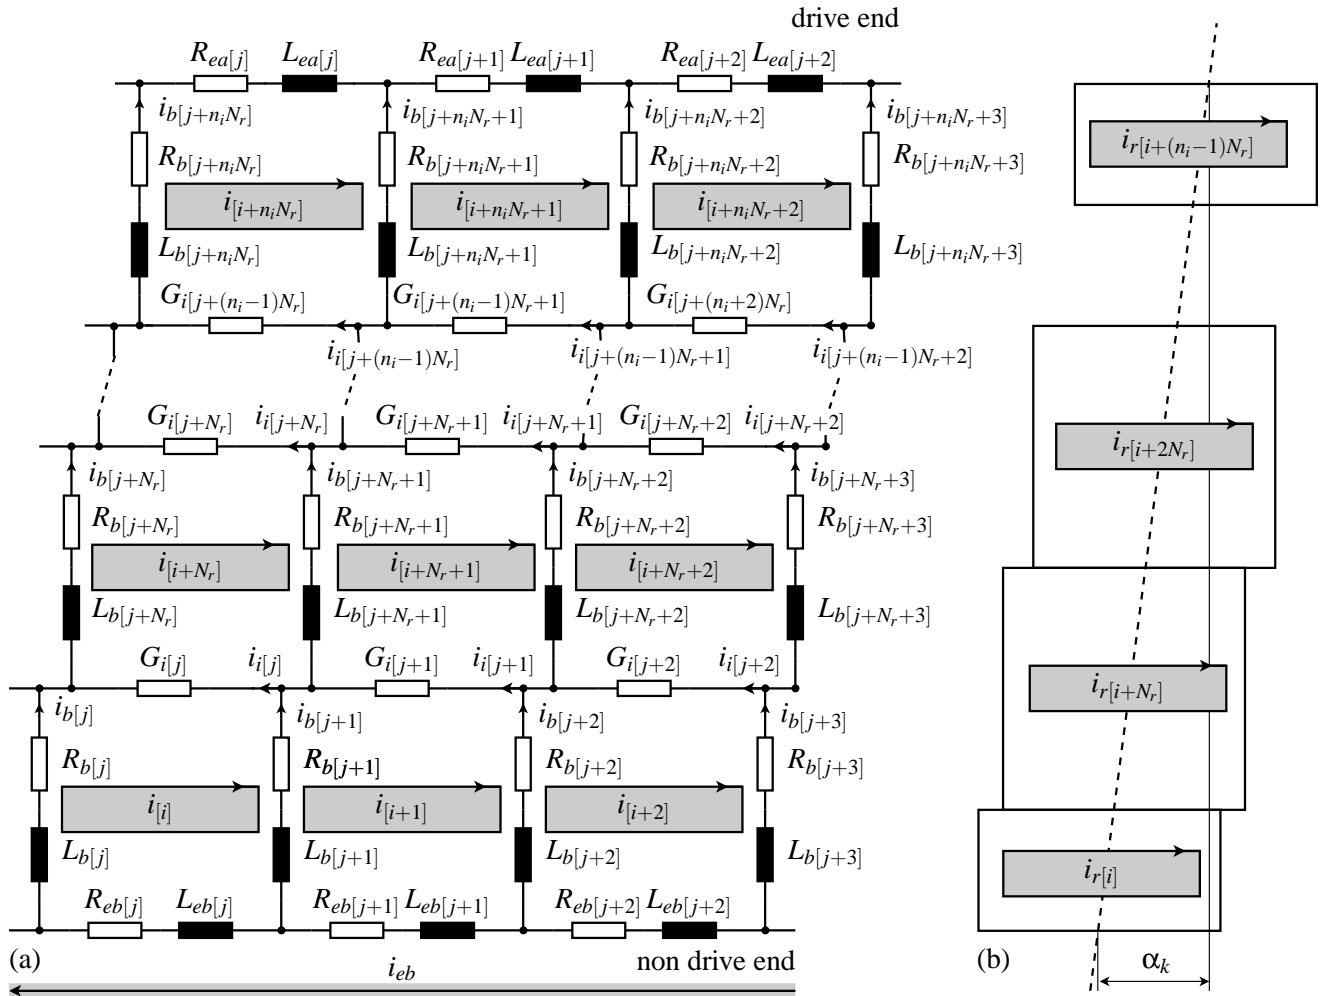 drive end
R_{ea[j]} L_{ea[j]} R_{ea[j+1]} L_{ea[j+1]} R_{ea[j+2]} L_{ea[j+2]}
i_{b[j+n_iN_r]} i_{b[j+n_iN_r+1]} i_{b[j+n_iN_r+2]} i_{b[j+n_iN_r+3]}
R_{b[j+n_iN_r]} R_{b[j+n_iN_r+1]} R_{b[j+n_iN_r+2]} R_{b[j+n_iN_r+3]}
i_{[i+n_iN_r]} i_{[i+n_iN_r+1]} i_{[i+n_iN_r+2]}
L_{b[j+n_iN_r]} L_{b[j+n_iN_r+1]} L_{b[j+n_iN_r+2]} L_{b[j+n_iN_r+3]}
G_{i[j+(n_i−1)N_r]} G_{i[j+(n_i−1)N_r+1]} G_{i[j+(n_i+2)N_r]}
i_{i[j+(n_i−1)N_r]} i_{i[j+(n_i−1)N_r+1]} i_{i[j+(n_i−1)N_r+2]}
G_{i[j+N_r]} i_{i[j+N_r]} G_{i[j+N_r+1]} i_{i[j+N_r+1]} G_{i[j+N_r+2]} i_{i[j+N_r+2]}
i_{b[j+N_r]} i_{b[j+N_r+1]} i_{b[j+N_r+2]} i_{b[j+N_r+3]}
R_{b[j+N_r]} R_{b[j+N_r+1]} R_{b[j+N_r+2]} R_{b[j+N_r+3]}
i_{[i+N_r]} i_{[i+N_r+1]} i_{[i+N_r+2]}
L_{b[j+N_r]} L_{b[j+N_r+1]} L_{b[j+N_r+2]} L_{b[j+N_r+3]}
G_{i[j]} i_{i[j]} G_{i[j+1]} i_{i[j+1]} G_{i[j+2]} i_{i[j+2]}
i_{b[j]} i_{b[j+1]} i_{b[j+2]} i_{b[j+3]}
R_{b[j]} R_{b[j+1]} R_{b[j+2]} R_{b[j+3]}
i_{[i]} i_{[i+1]} i_{[i+2]}
L_{b[j]} L_{b[j+1]} L_{b[j+2]} L_{b[j+3]}
R_{eb[j]} L_{eb[j]} R_{eb[j+1]} L_{eb[j+1]} R_{eb[j+2]} L_{eb[j+2]}
(a) i_{eb} non drive end
i_{r[i+(n_i−1)N_r]}
i_{r[i+2N_r]}
i_{r[i+N_r]}
i_{r[i]}
(b) α_k